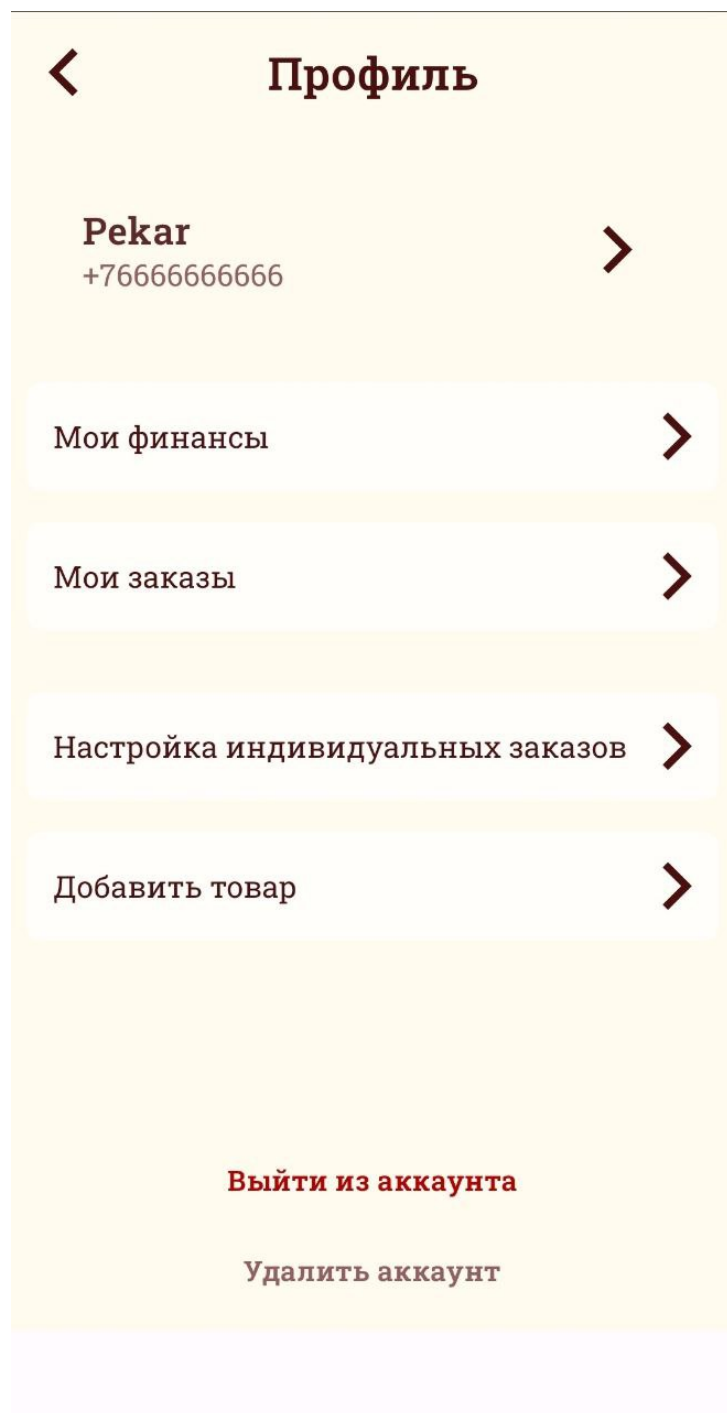 Профиль
Pekar
+76666666666
Мои финансы
Мои заказы
Настройка индивидуальных заказов
Добавить товар
Выйти из аккаунта
Удалить аккаунт